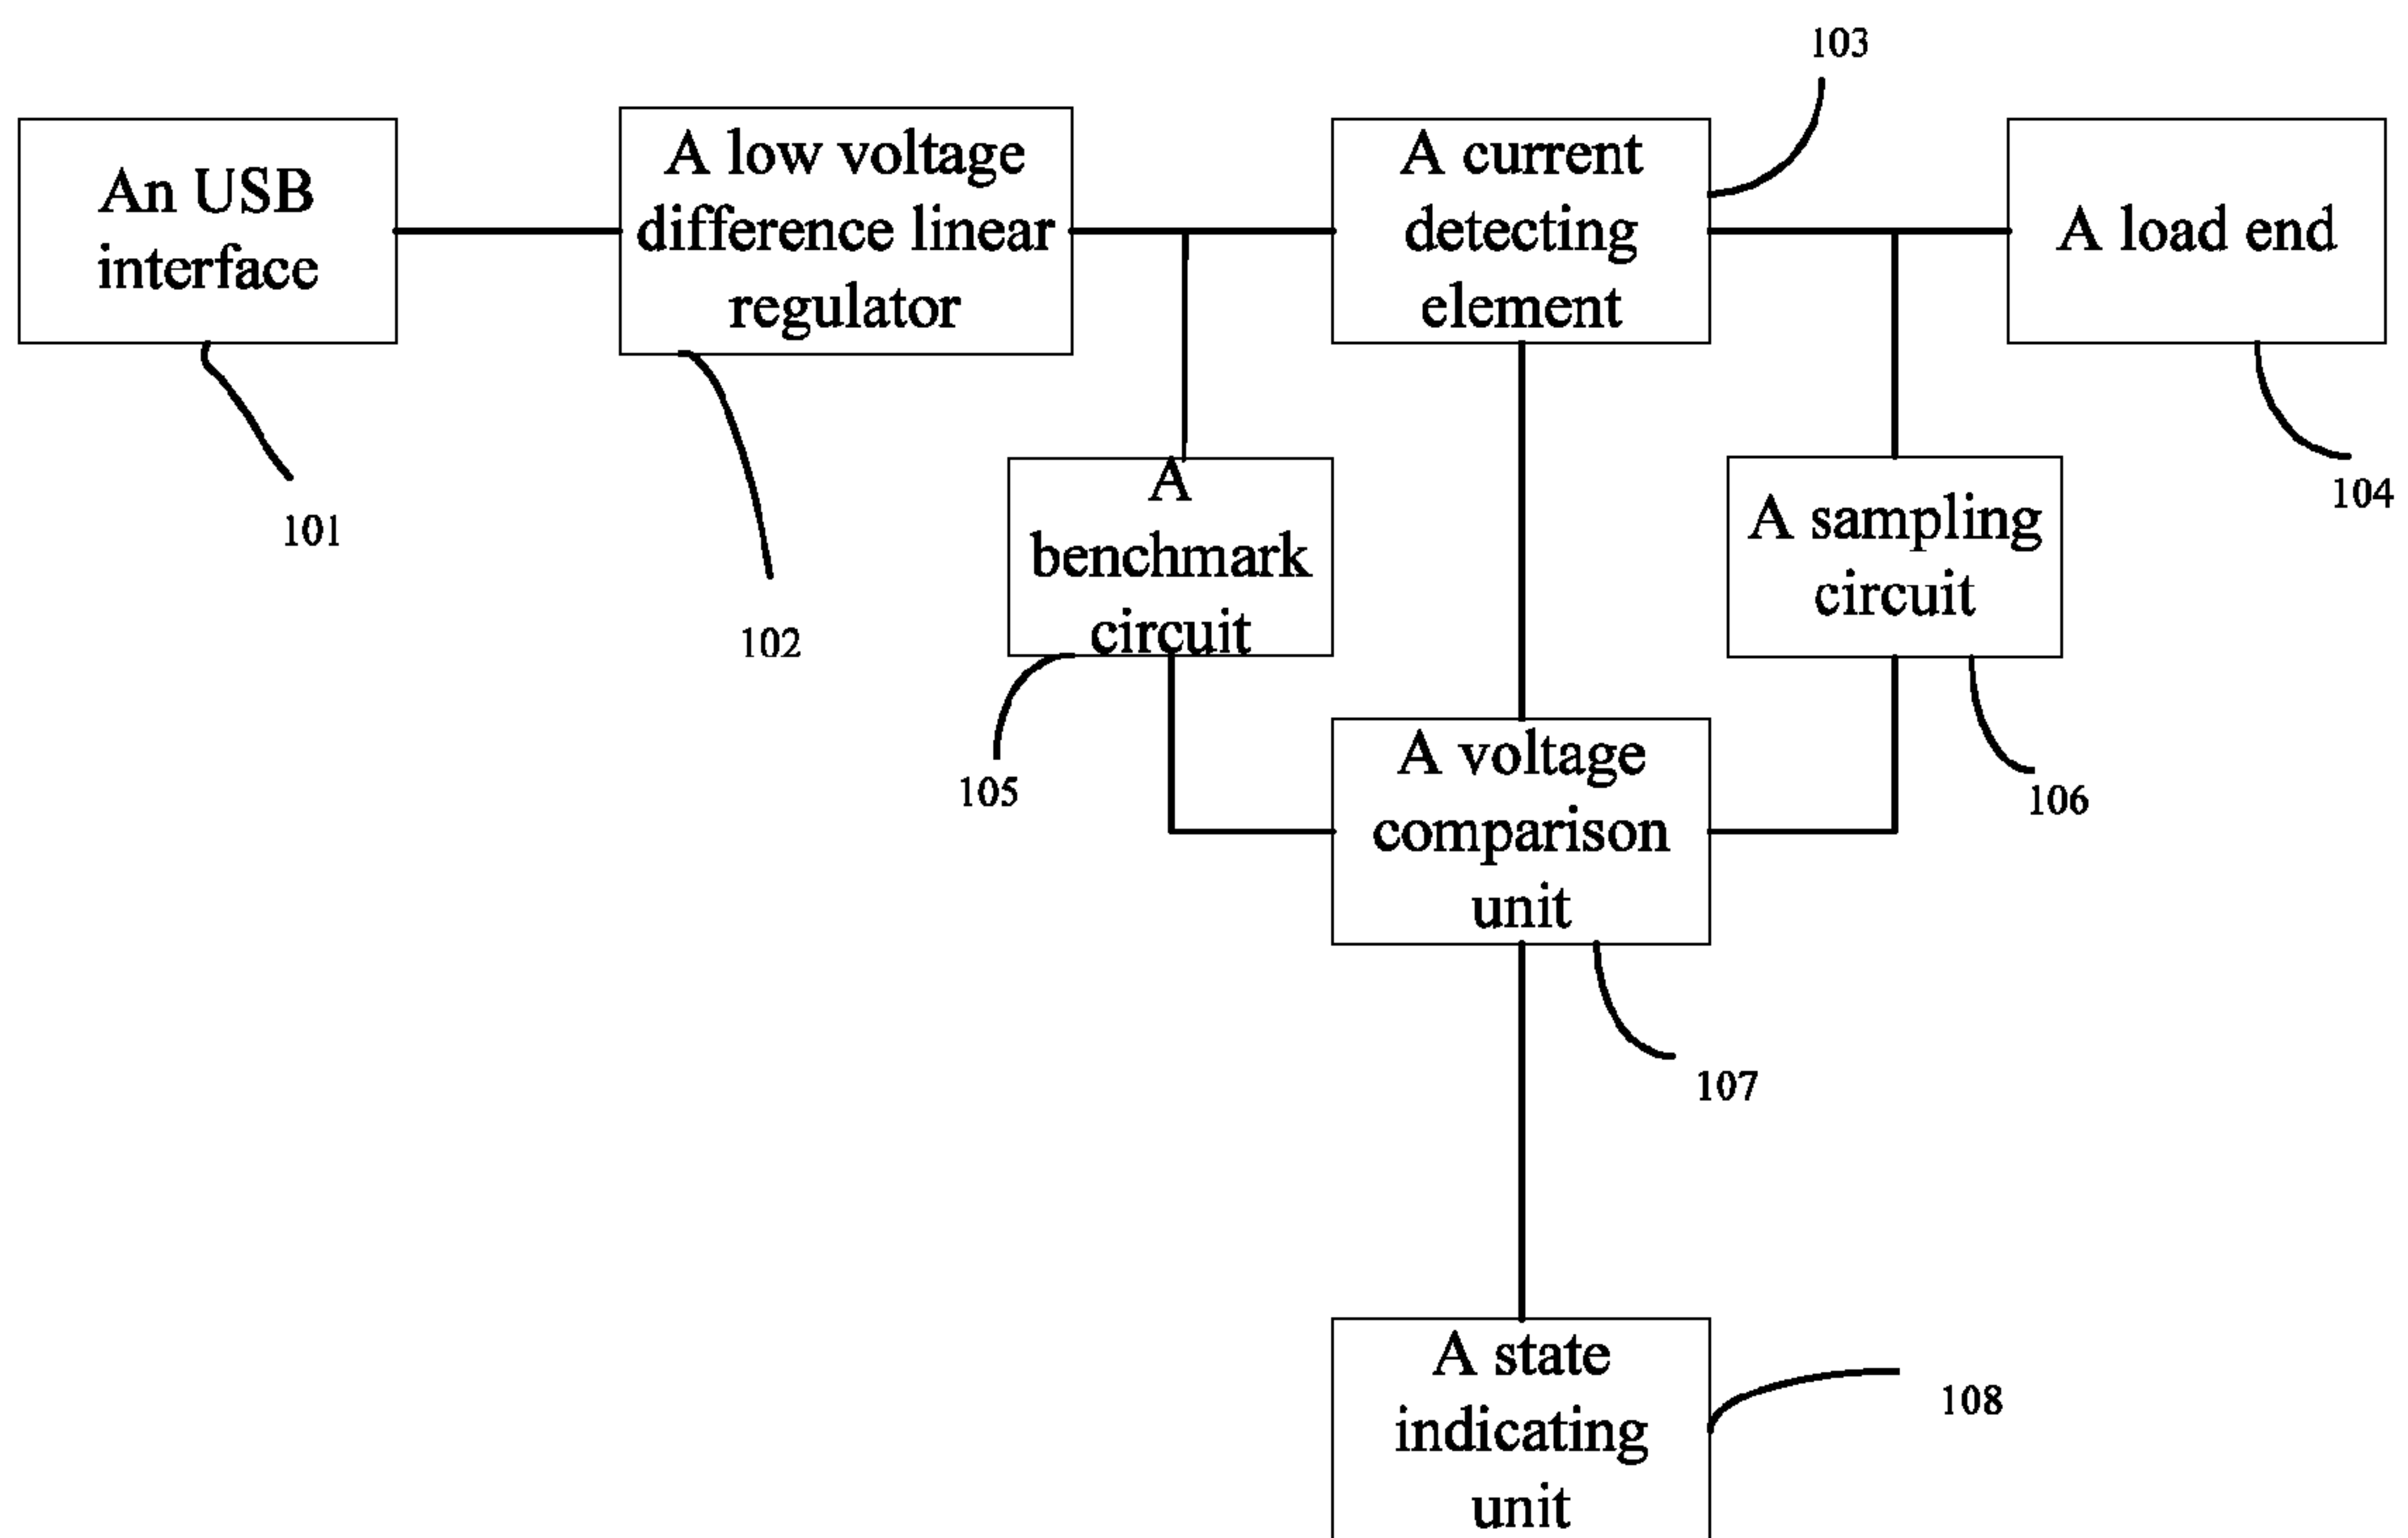 103
An USB
interface
A low voltage
difference linear
regulator
A current
detecting
element
A load end
101
102
A
benchmark
circuit
A sampling
circuit
104
105
A voltage
comparison
unit
106
107
A state
indicating
unit
108